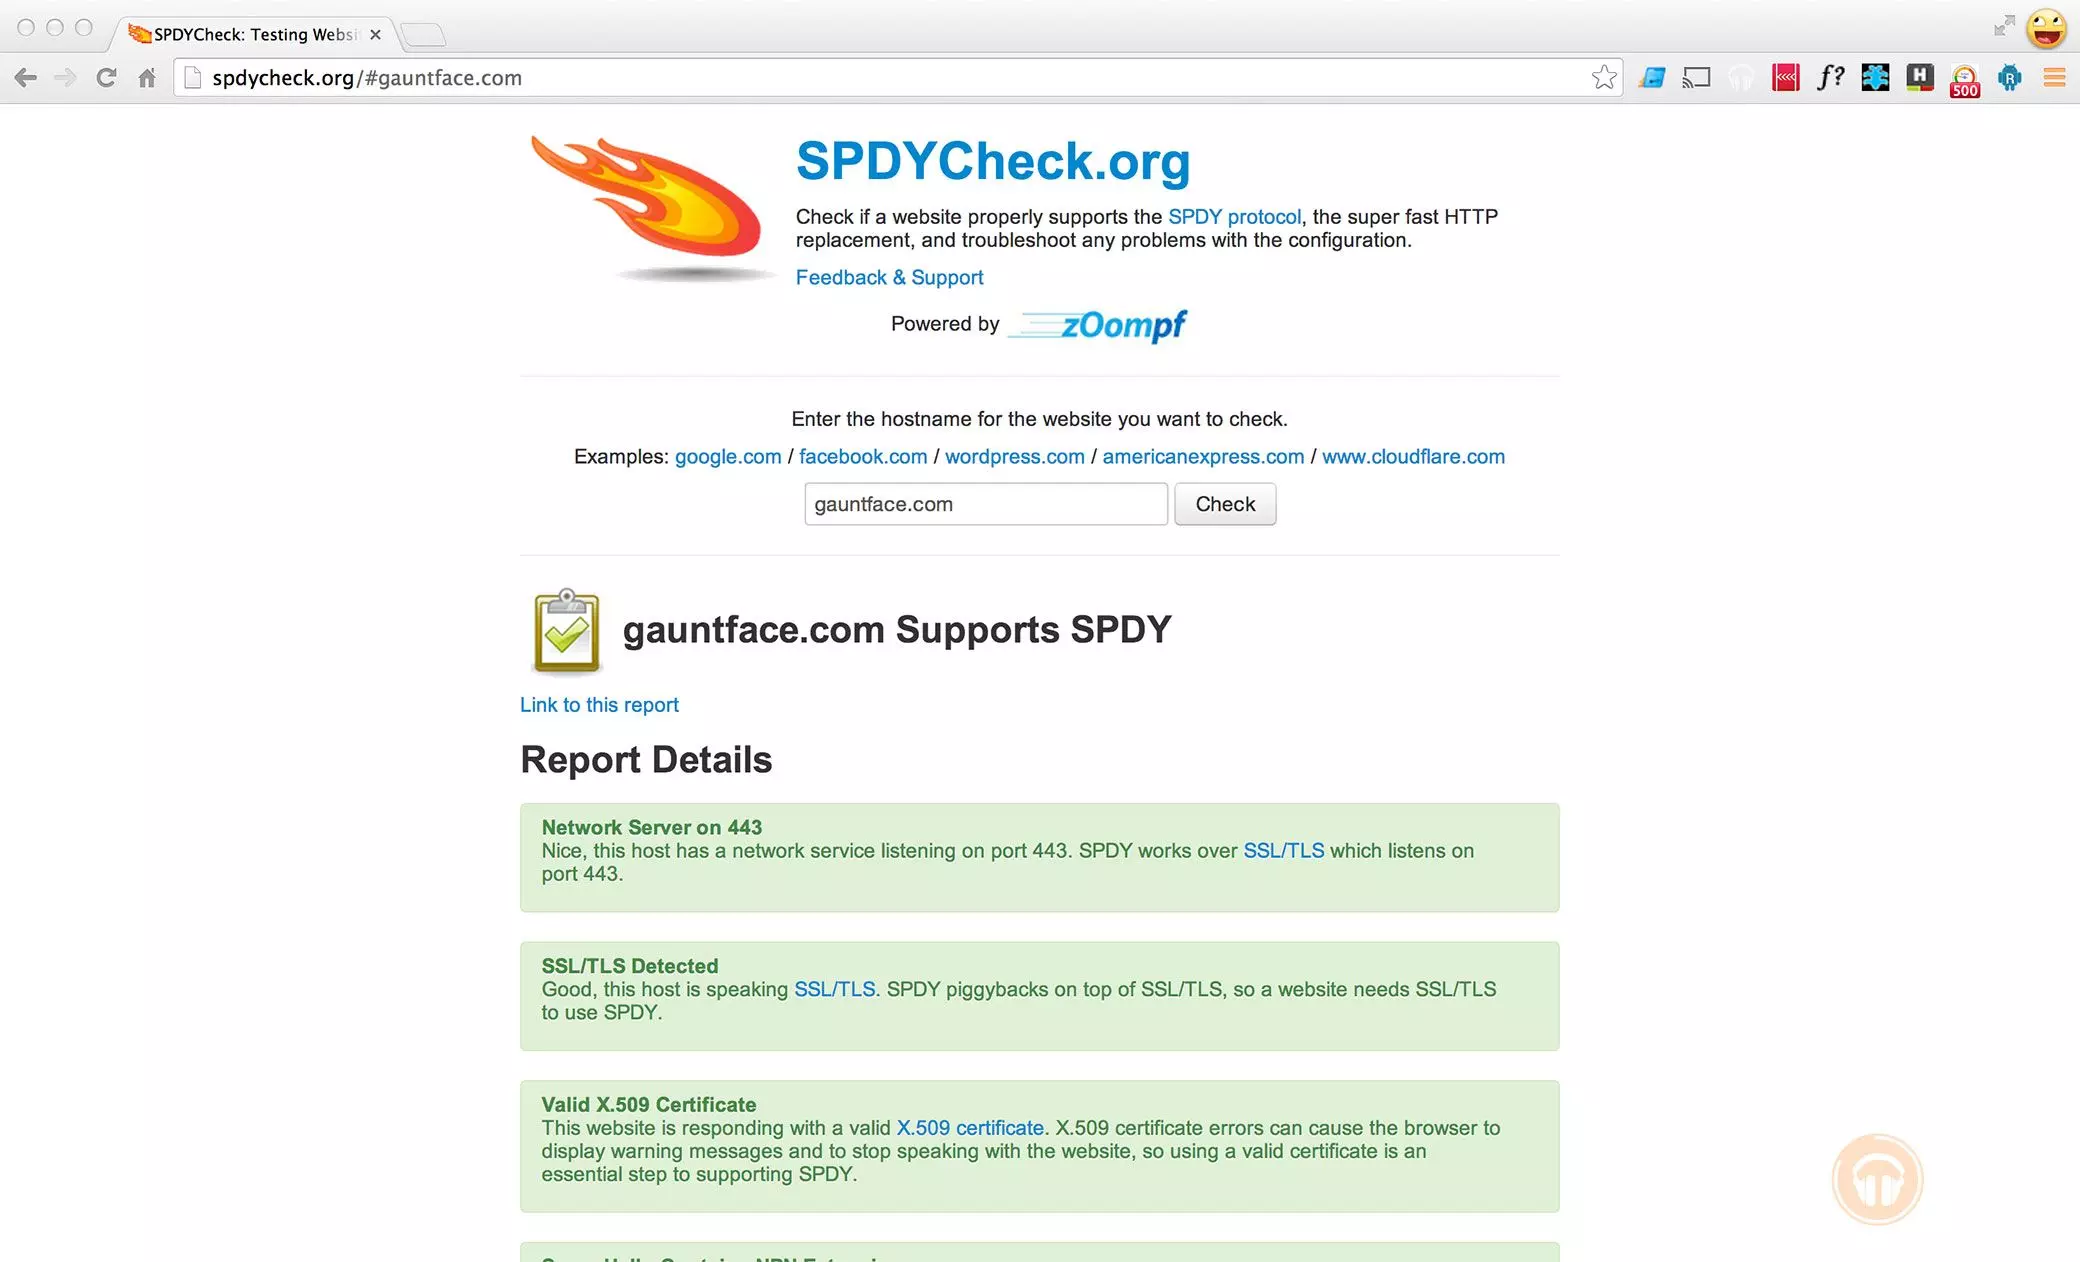 SPDYCheck: Testing Websi
spdycheck.org/#gauntface.com
f?
H
500
R
SPDYCheck.org
Check if a website properly supports the SPDY protocol, the super fast HTTP
replacement, and troubleshoot any problems with the configuration.
Feedback & Support
Powered by zOompf
Enter the hostname for the website you want to check.
Examples: google.com / facebook.com / wordpress.com / americanexpress.com / www.cloudflare.com
gauntface.com Check
gauntface.com Supports SPDY
Link to this report
Report Details
Network Server on 443
Nice, this host has a network service listening on port 443. SPDY works over SSL/TLS which listens on
port 443.
SSL/TLS Detected
Good, this host is speaking SSL/TLS. SPDY piggybacks on top of SSL/TLS, so a website needs SSL/TLS
to use SPDY.
Valid X.509 Certificate
This website is responding with a valid X.509 certificate. X.509 certificate errors can cause the browser to
display warning messages and to stop speaking with the website, so using a valid certificate is an
essential step to supporting SPDY.